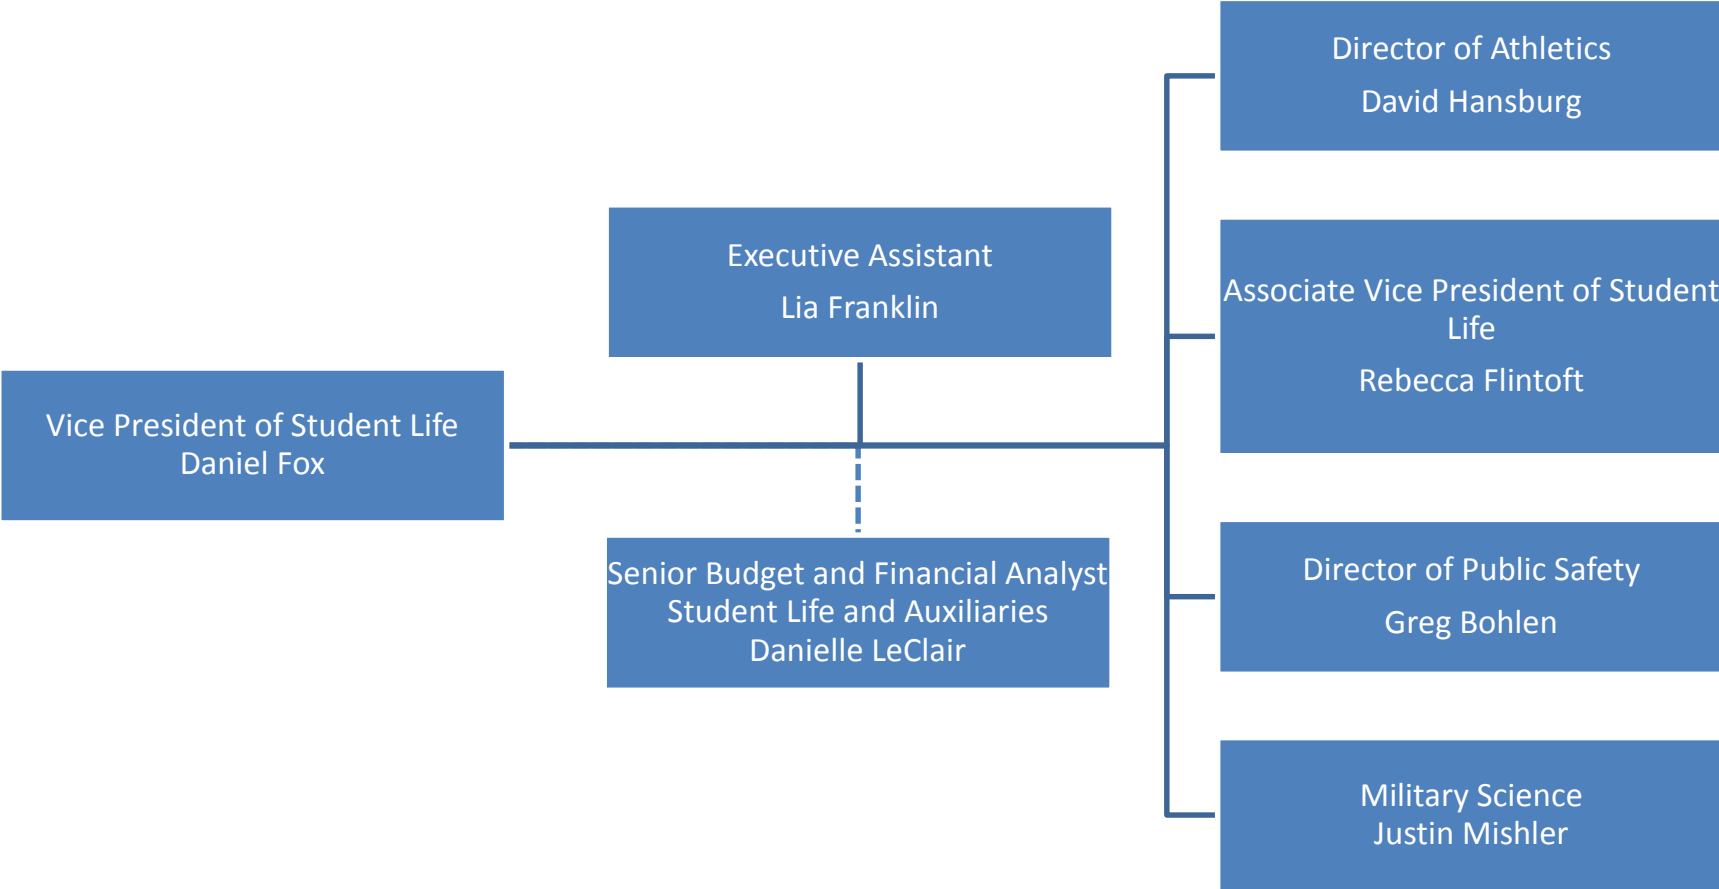 Director of Athletics
David Hansburg
Executive Assistant
Lia Franklin
Associate Vice President of Student
Life
Rebecca Flintoft
Vice President of Student Life
Daniel Fox
Senior Budget and Financial Analyst
Student Life and Auxiliaries
Danielle LeClair
Director of Public Safety
Greg Bohlen
Military Science
Justin Mishler